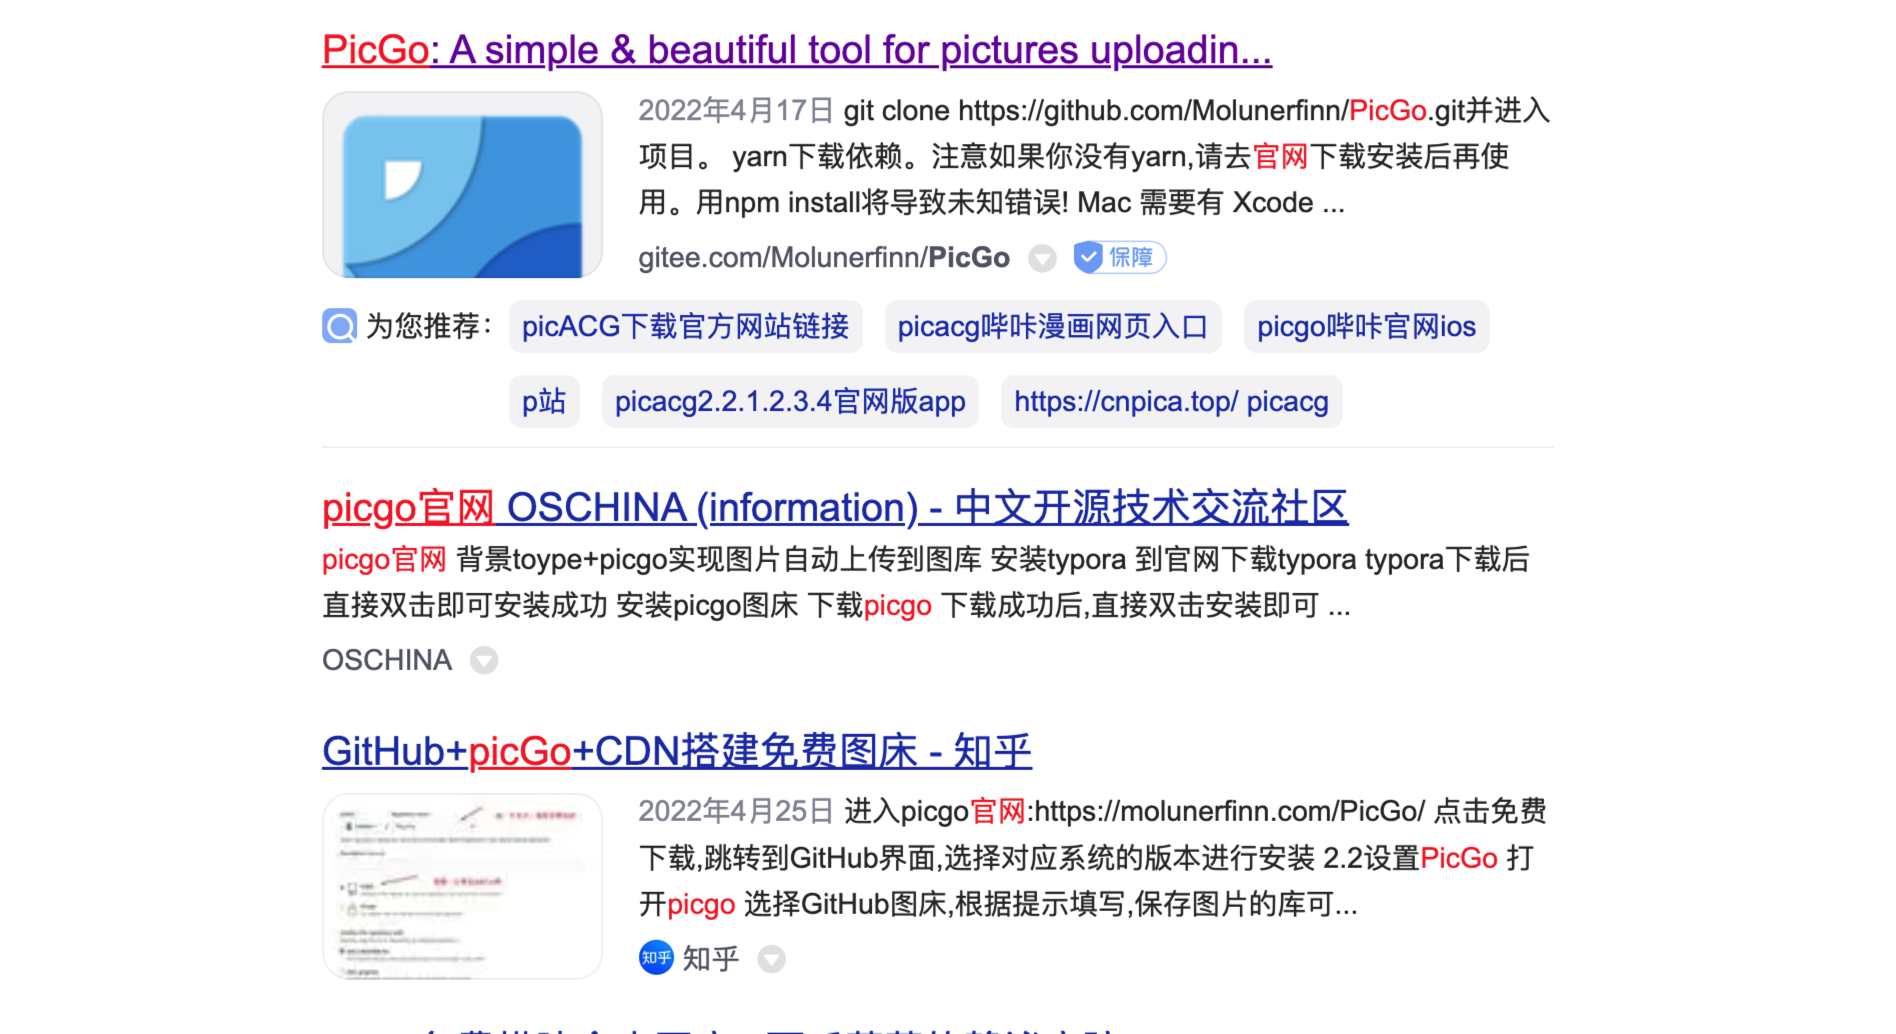 PicGo: A simple & beautiful tool for pictures uploadin...
2022年4月17日 git clone https://github.com/Molunerfinn/PicGo.git并进入
项目。 yarn下载依赖。注意如果你没有yarn,请去官网下载安装后再使
用。用npm install将导致未知错误! Mac 需要有 Xcode ...
gitee.com/Molunerfinn/PicGo 保障
为您推荐: picACG下载官方网站链接 picacg哔咔漫画网页入口 picgo哔咔官网ios
p站 picacg2.2.1.2.3.4官网版app https://cnpica.top/ picacg
picgo官网 OSCHINA (information) - 中文开源技术交流社区
picgo官网 背景toype+picgo实现图片自动上传到图库 安装typora 到官网下载typora typora下载后
直接双击即可安装成功 安装picgo图床 下载picgo 下载成功后,直接双击安装即可 ...
OSCHINA
GitHub+picGo+CDN搭建免费图床 - 知乎
2022年4月25日 进入picgo官网:https://molunerfinn.com/PicGo/ 点击免费
下载,跳转到GitHub界面,选择对应系统的版本进行安装 2.2设置PicGo 打
开picgo 选择GitHub图床,根据提示填写,保存图片的库可...
知乎 知乎